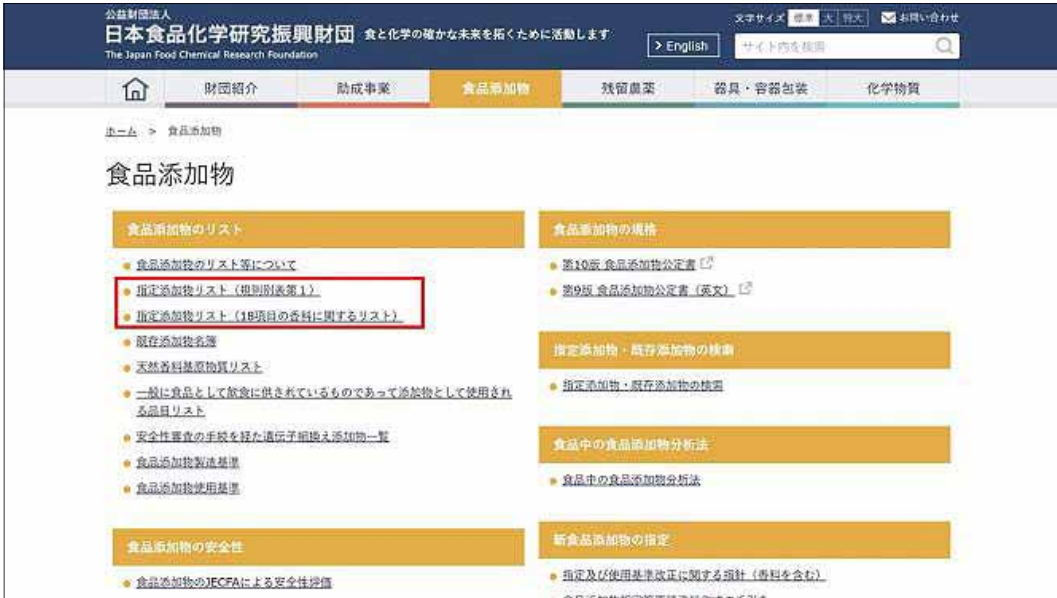 公益財団法人
日本食品化学研究振興財団 食と化学の確かな未来を拓くために活動します
The Japan Food Chemical Research Foundation
文字サイズ 標準 大 特大 お問い合わせ
> English サイト内を検索
財団紹介 助成事業 食品添加物 残留農薬 器具・容器包装 化学物質
ホーム > 食品添加物
食品添加物
食品添加物のリスト
食品添加物のリスト等について
指定添加物リスト（規則別表第１）
指定添加物リスト（18項目の香料に関するリスト）
既存添加物名簿
天然香料基原物質リスト
一般に食品として飲食に供されているものであって添加物として使用され
る品目リスト
安全性審査の手続を経た遺伝子組換え添加物一覧
食品添加物製造基準
食品添加物使用基準
食品添加物の安全性
食品添加物のJECFAによる安全性評価
食品添加物の規格
第10版 食品添加物公定書
第9版 食品添加物公定書（英文）
指定添加物・既存添加物の検索
指定添加物・既存添加物の検索
食品中の食品添加物分析法
食品中の食品添加物分析法
新食品添加物の指定
指定及び使用基準改正に関する指針（香料を含む）